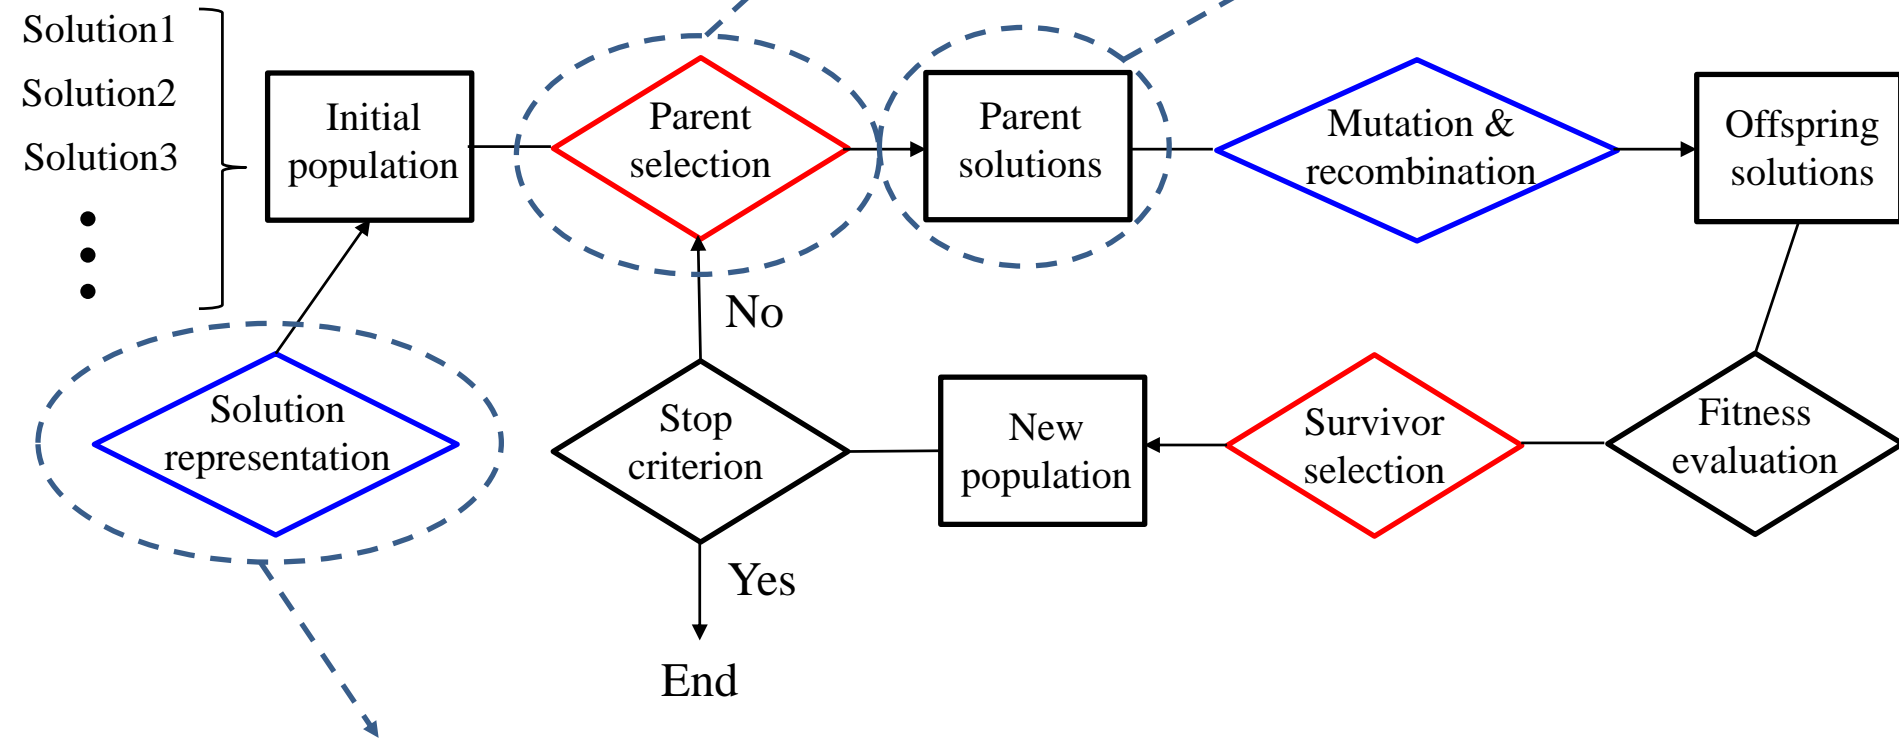 Solution1
Solution2
Solution3
Initial
population
Parent
selection
Parent
solutions
Mutation &
recombination
Offspring
solutions
No
Solution
representation
Stop
criterion
New
population
Survivor
selection
Fitness
evaluation
Yes
End